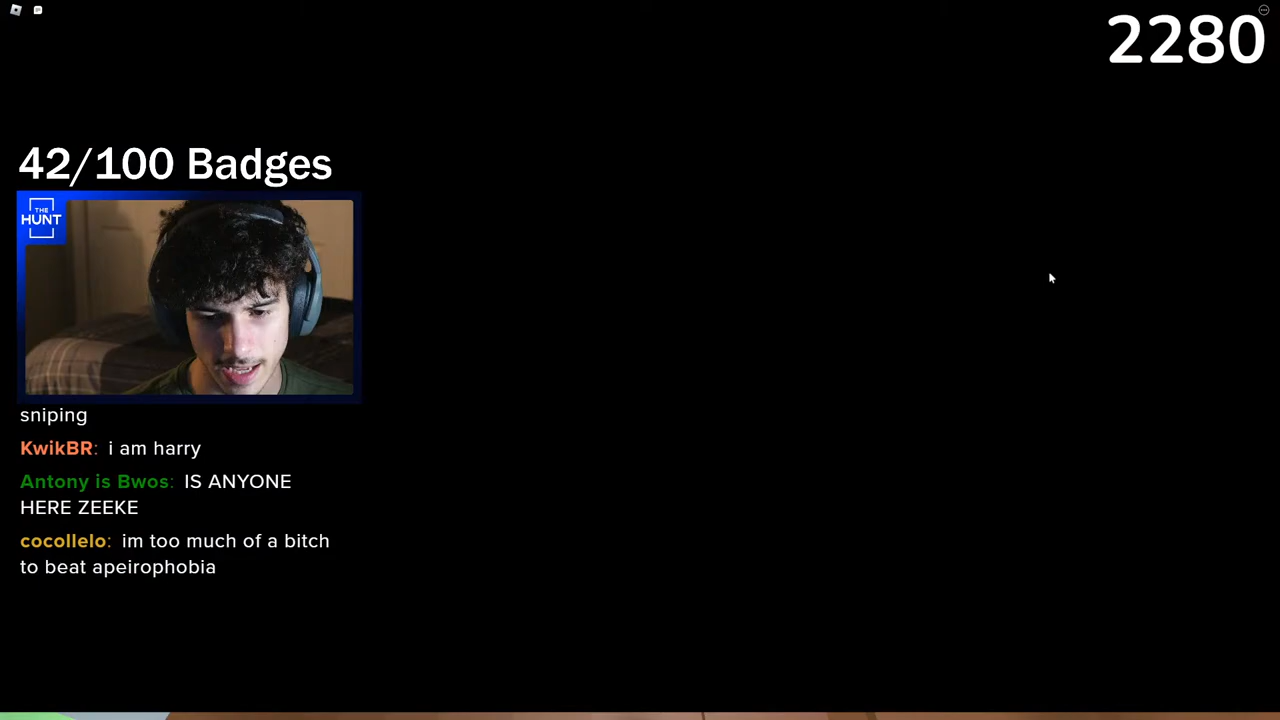 2280
42/100 Badges
THE
HUNT
sniping
KwikBR: i am harry
Antony is Bwos: IS ANYONE
HERE ZEEKE
cocollelo: im too much of a bitch
to beat apeirophobia